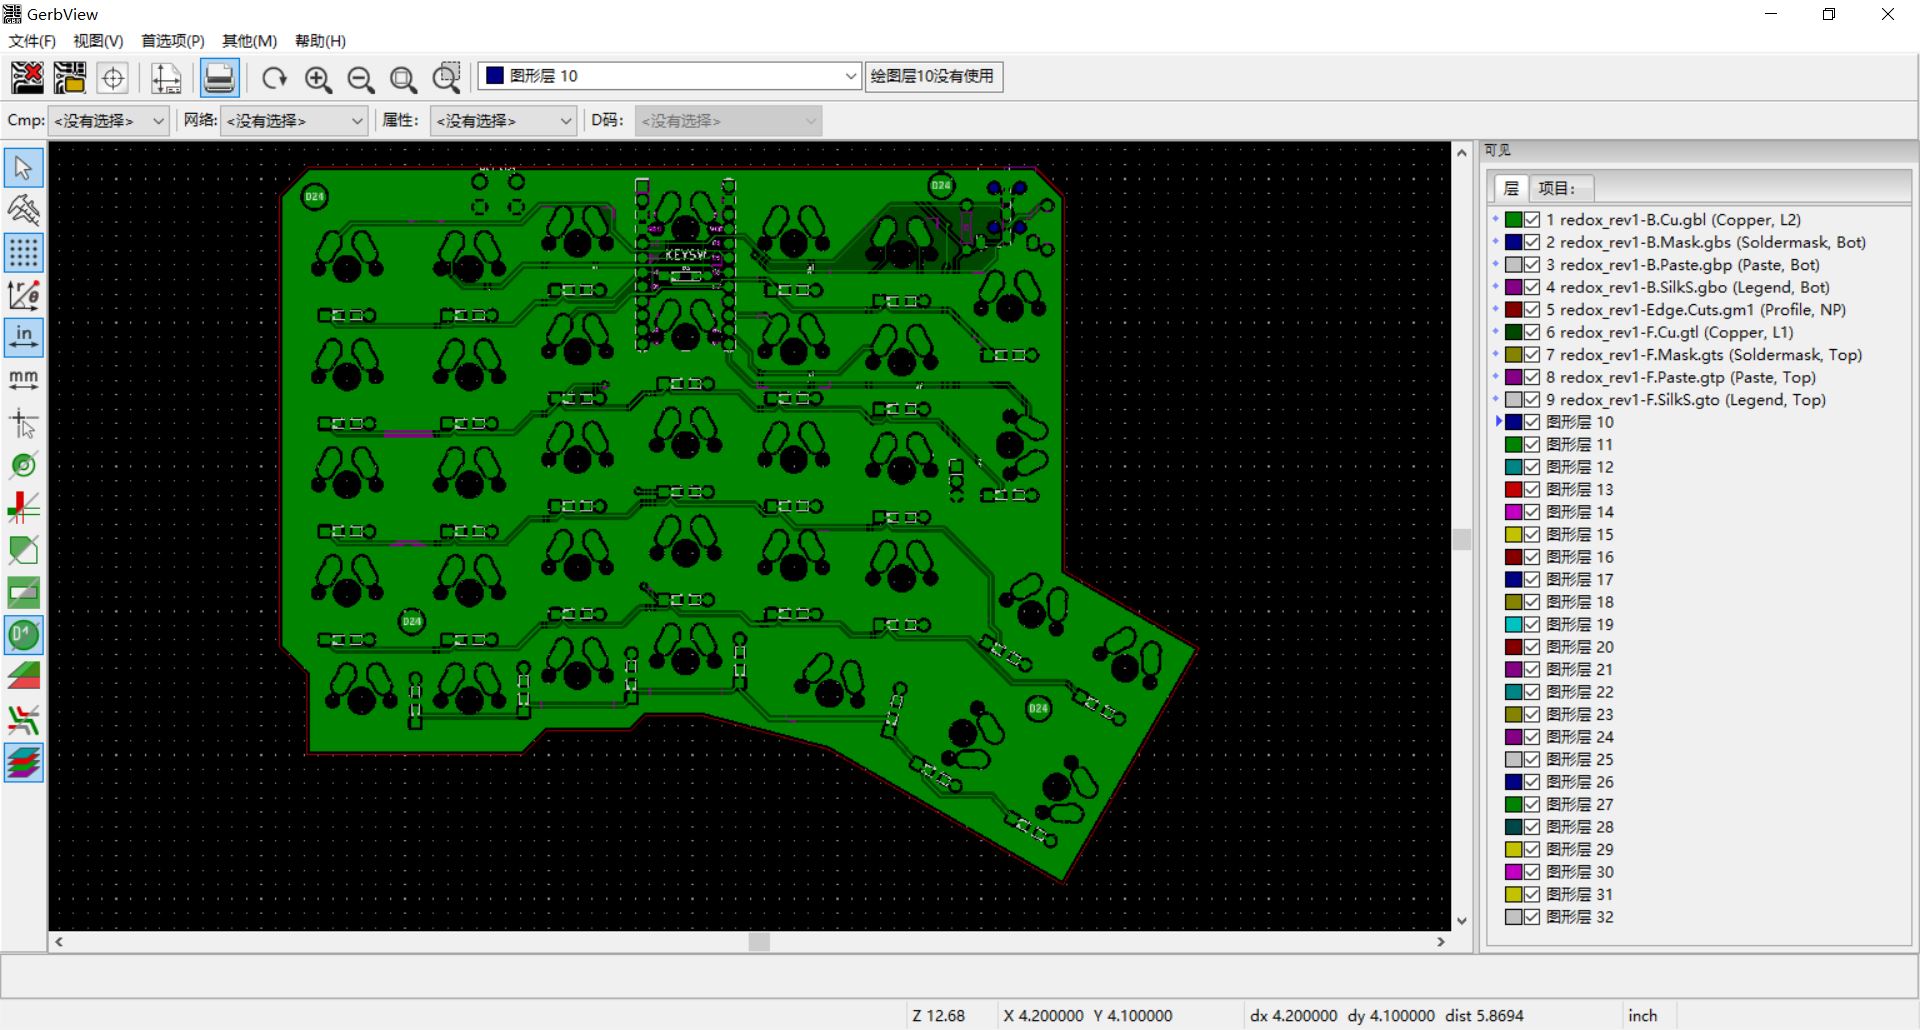 GerbView
文件(F) 视图(V) 首选项(P) 其他(M) 帮助(H)
图形层 10 绘图层10没有使用
Cmp: <没有选择> 网络: <没有选择> 属性: <没有选择> D码: <没有选择>
in
mm
可见
层 项目:
1 redox_rev1-B.Cu.gbl (Copper, L2)
2 redox_rev1-B.Mask.gbs (Soldermask, Bot)
3 redox_rev1-B.Paste.gbp (Paste, Bot)
4 redox_rev1-B.SilkS.gbo (Legend, Bot)
5 redox_rev1-Edge.Cuts.gm1 (Profile, NP)
6 redox_rev1-F.Cu.gtl (Copper, L1)
7 redox_rev1-F.Mask.gts (Soldermask, Top)
8 redox_rev1-F.Paste.gtp (Paste, Top)
9 redox_rev1-F.SilkS.gto (Legend, Top)
图形层 10
图形层 11
图形层 12
图形层 13
图形层 14
图形层 15
图形层 16
图形层 17
图形层 18
图形层 19
图形层 20
图形层 21
图形层 22
图形层 23
图形层 24
图形层 25
图形层 26
图形层 27
图形层 28
图形层 29
图形层 30
图形层 31
图形层 32
D24
D24
KEYSW
D24
D24
Z 12.68 X 4.200000 Y 4.100000 dx 4.200000 dy 4.100000 dist 5.8694 inch